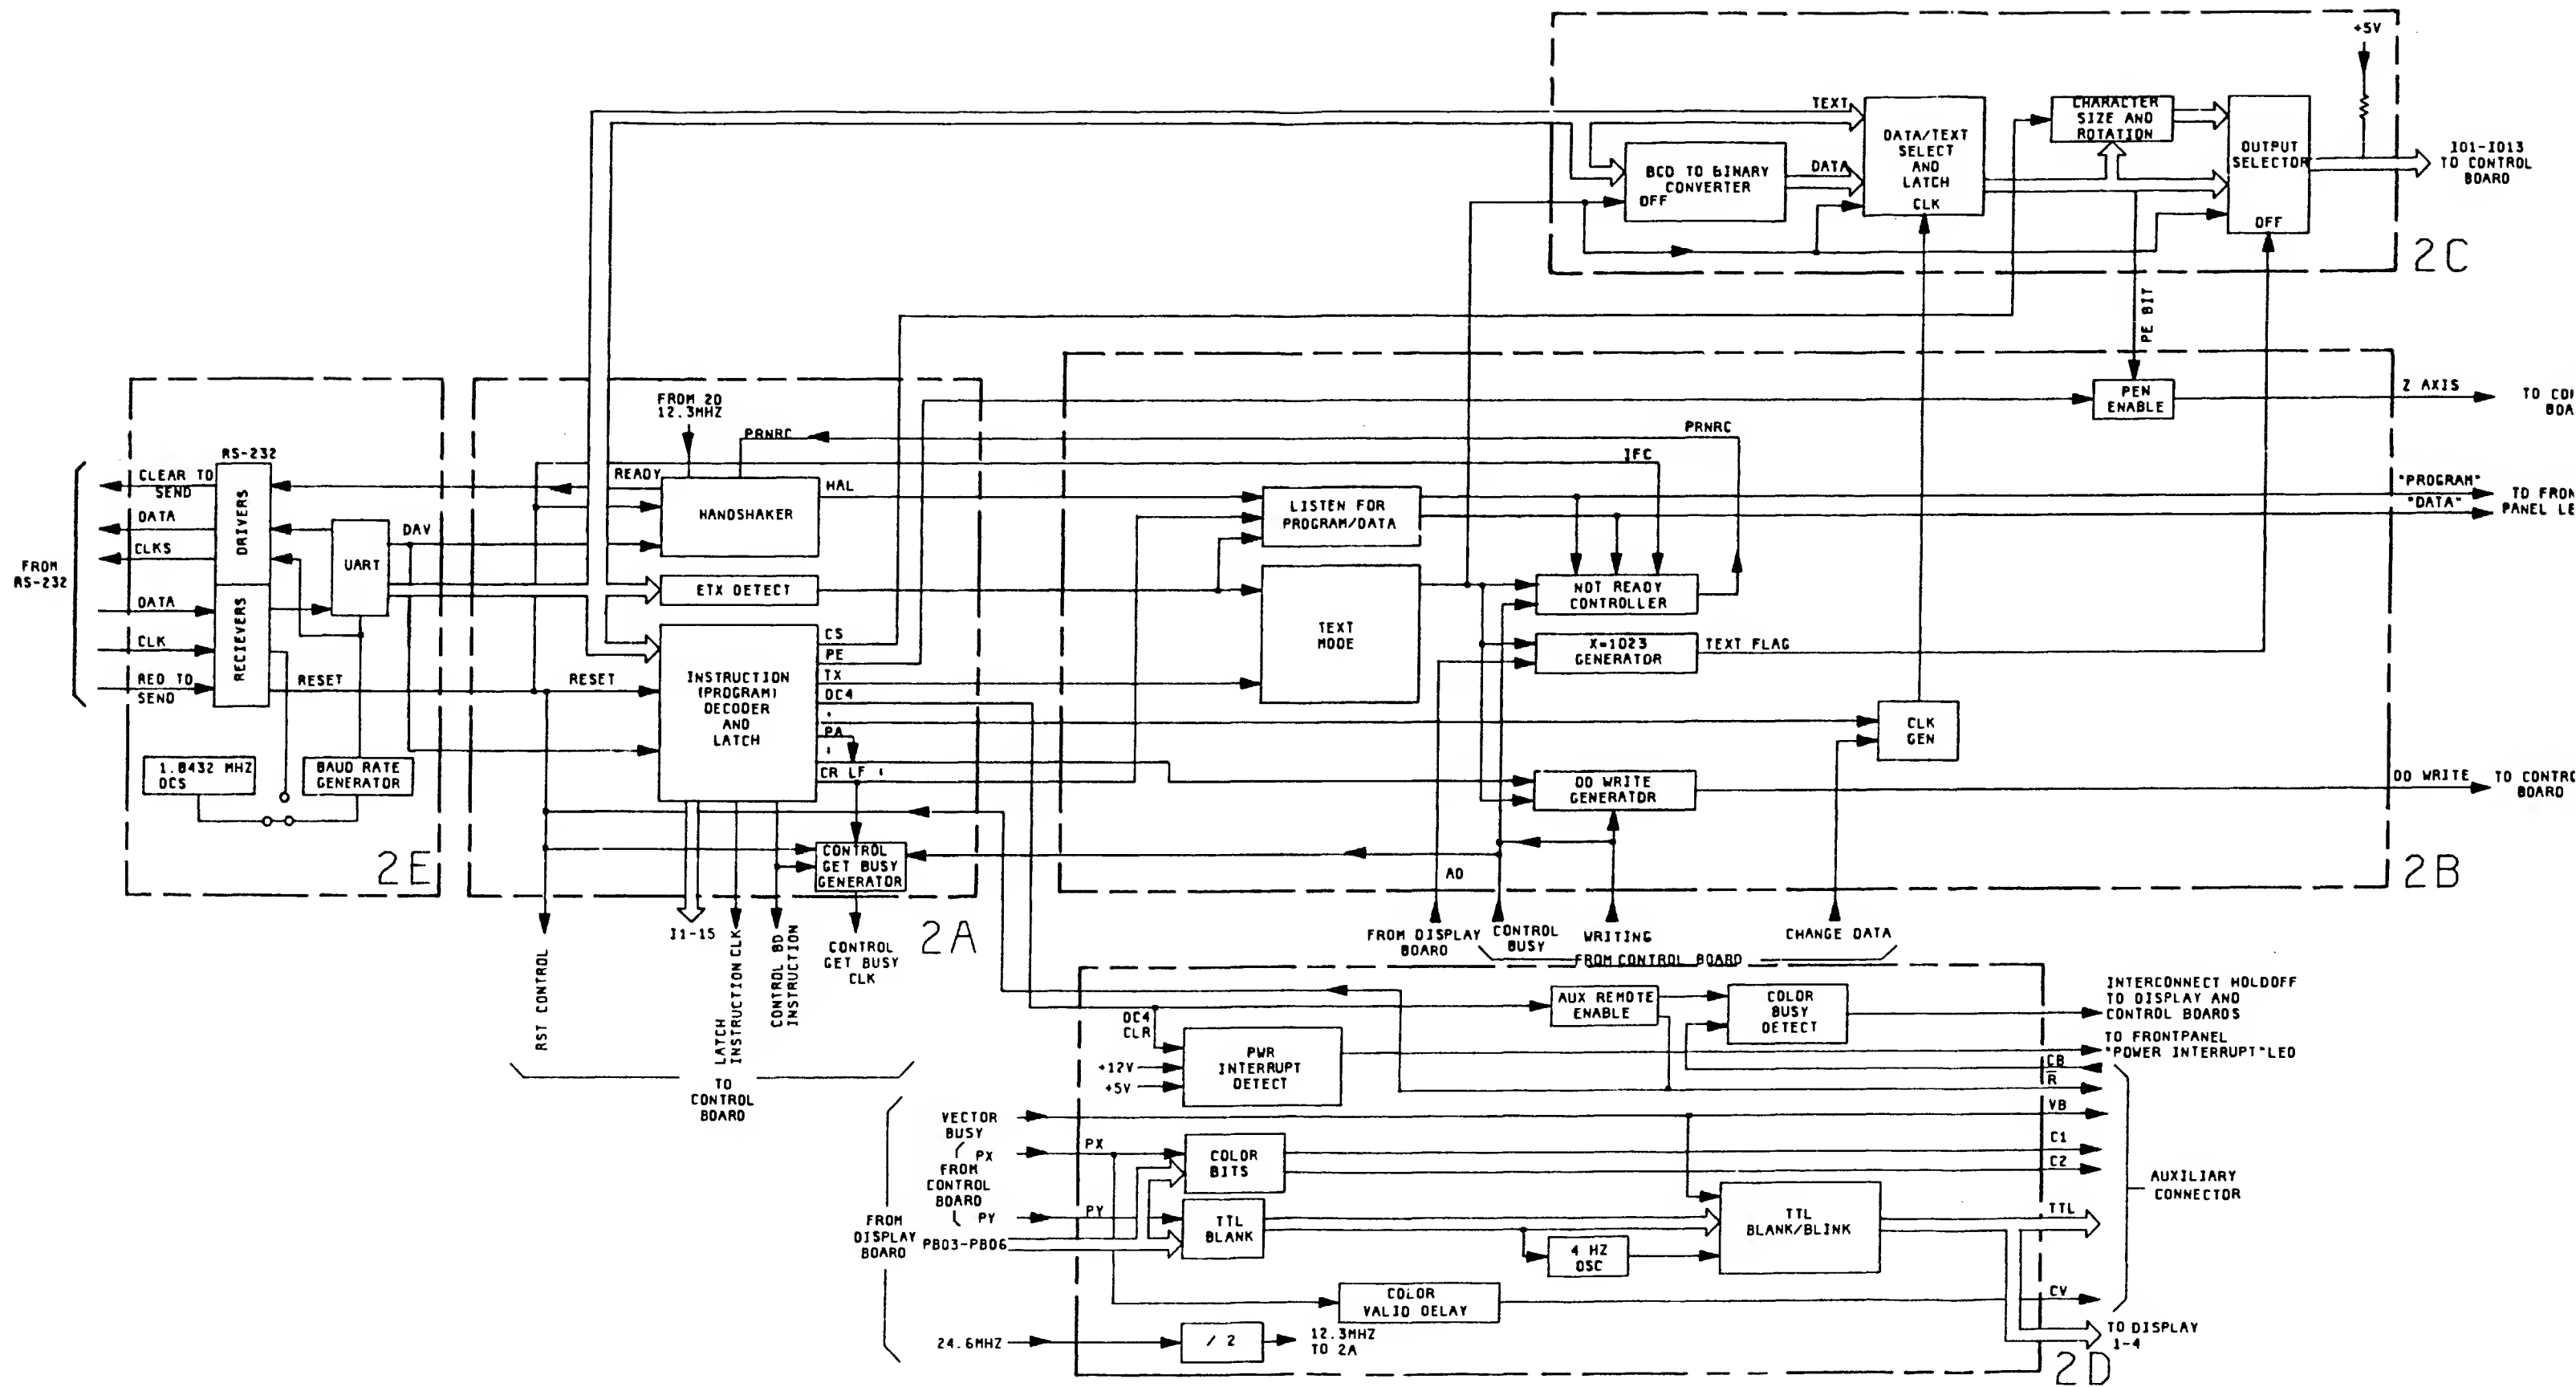 +5V
TEXT
DATA/TEXT
SELECT
AND
LATCH
CLK
CHARACTER
SIZE AND
ROTATION
OUTPUT
SELECTOR
OFF
IO1-IO13
TO CONTROL
BOARD
BCD TO BINARY
CONVERTER
OFF
DATA
2C
PE BIT
FROM 2D
12.3MHZ
PRNRC
PRNRC
IFC
PEN
ENABLE
Z AXIS
TO CO
BOA
RS-232
CLEAR TO
SEND
DATA
CLKS
DRIVERS
FROM
RS-232
DATA
CLK
REQ TO
SEND
RECIEVERS
UART
DAV
RESET
RESET
1.8432 MHZ
OCS
BAUD RATE
GENERATOR
2E
READY
HAL
HANDSHAKER
ETX DETECT
INSTRUCTION
(PROGRAM)
DECODER
AND
LATCH
CS
PE
TX
DC4
PA
CR LF
CONTROL
GET BUSY
GENERATOR
2A
LISTEN FOR
PROGRAM/DATA
"PROGRAM"
"DATA"
TO FRON
PANEL LE
TEXT
MODE
NOT READY
CONTROLLER
X=1023
GENERATOR
TEXT FLAG
CLK
GEN
DO WRITE
GENERATOR
DO WRITE
TO CONTRO
BOARD
AD
2B
I1-15
RST CONTROL
LATCH
INSTRUCTION CLK
CONTROL BD
INSTRUCTION
CONTROL
GET BUSY
CLK
TO
CONTROL
BOARD
FROM DISPLAY
BOARD
CONTROL
BUSY
WRITING
CHANGE DATA
FROM CONTROL BOARD
DC4
CLR
+12V
+5V
PWR
INTERRUPT
DETECT
AUX REMOTE
ENABLE
COLOR
BUSY
DETECT
INTERCONNECT HOLDOFF
TO DISPLAY AND
CONTROL BOARDS
TO FRONTPANEL
"POWER INTERRUPT" LED
CB
R
VB
C1
C2
TTL
CV
AUXILIARY
CONNECTOR
TO DISPLAY
1-4
VECTOR
BUSY
PX
FROM
CONTROL
BOARD
PY
FROM
DISPLAY
BOARD
PB03-PB06
PX
PY
COLOR
BITS
TTL
BLANK
4 HZ
OSC
TTL
BLANK/BLINK
COLOR
VALID DELAY
24.6MHZ
/ 2
12.3MHZ
TO 2A
2D